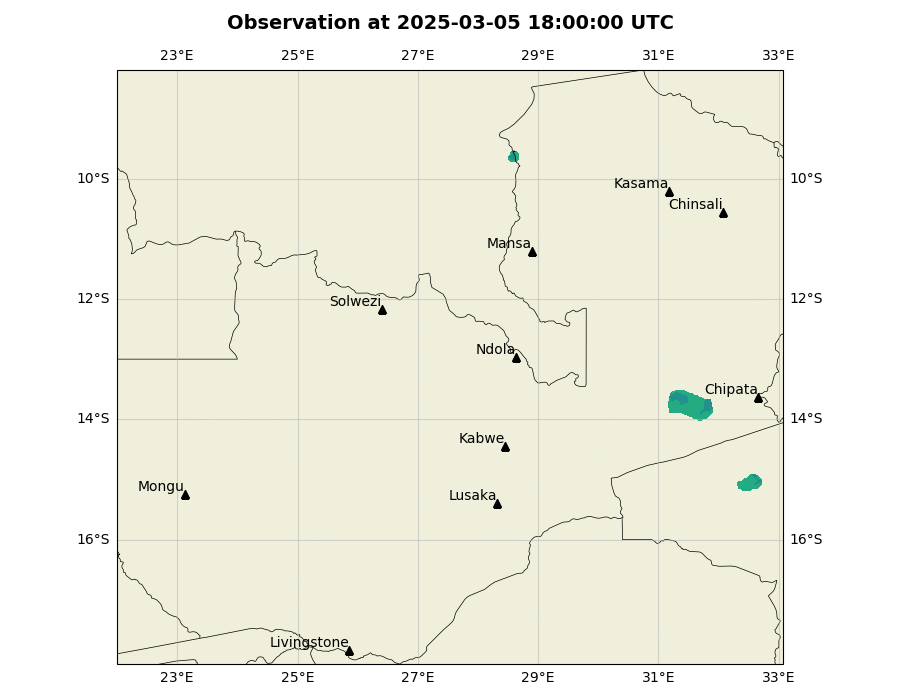 Observation at 2025-03-05 18:00:00 UTC
23°E 25°E 27°E 29°E 31°E 33°E
10°S 10°S
Kasama
Chinsali
Mansa
12°S 12°S
Solwezi
Ndola
Chipata
14°S 14°S
Kabwe
Mongu
Lusaka
16°S 16°S
Livingstone
23°E 25°E 27°E 29°E 31°E 33°E